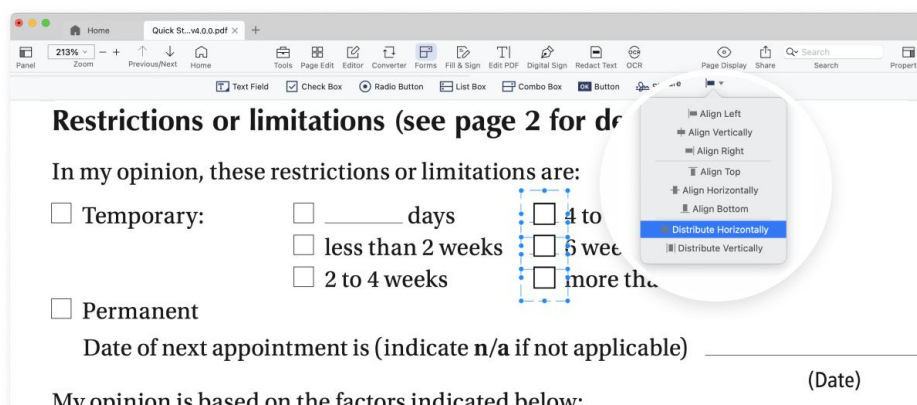 Home
Quick St...v4.0.0.pdf × +
213% − + Search
Panel Zoom Previous/Next Home Tools Page Edit Editor Converter Forms Fill & Sign Edit PDF Digital Sign Redact Text OCR Page Display Share Search
Text Field Check Box Radio Button List Box Combo Box OK Button
Align Left
Align Vertically
Align Right
Align Top
Align Horizontally
Align Bottom
Distribute Horizontally
Distribute Vertically
Restrictions or limitations (see page 2 for
In my opinion, these restrictions or limitations are:
Temporary: ______ days 4 to
less than 2 weeks 6
2 to 4 weeks more
Permanent
Date of next appointment is (indicate n/a if not applicable) ______
(Date)
My opinion is based on the factors indicated below: